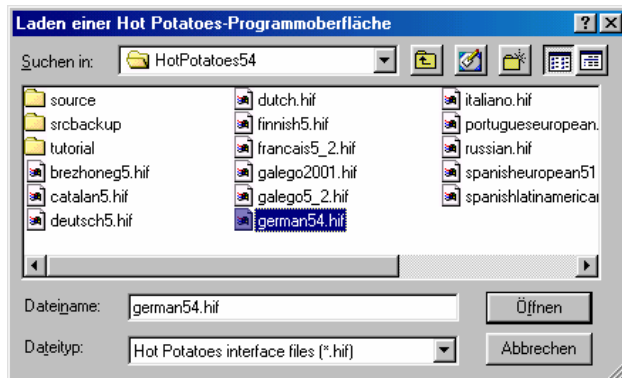 Laden einer Hot Potatoes-Programmoberfläche
Suchen in: HotPotatoes54
source
srcbackup
tutorial
brezhoneg5.hif
catalan5.hif
deutsch5.hif
dutch.hif
finnish5.hif
francais5_2.hif
galego2001.hif
galego5_2.hif
german54.hif
italiano.hif
portugueseuropean.
russian.hif
spanisheuropean51
spanishlatinamerica
Dateiname: german54.hif Öffnen
Dateityp: Hot Potatoes interface files (*.hif) Abbrechen